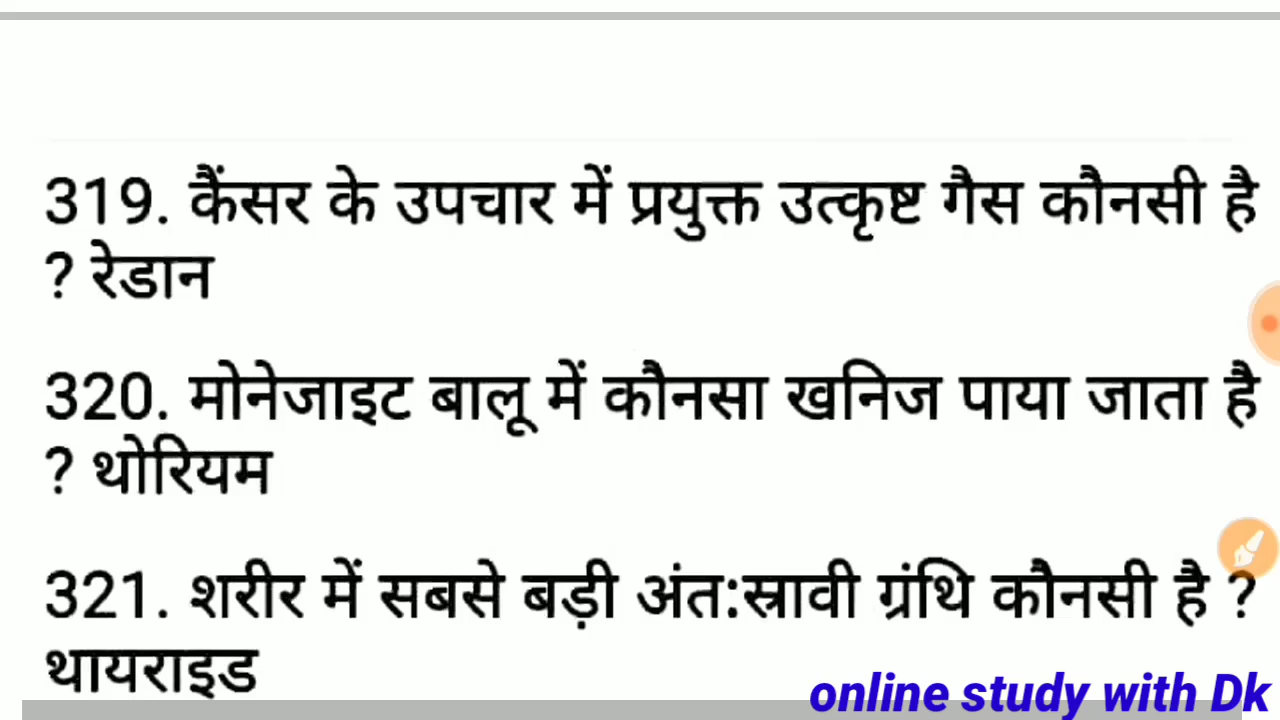 319. कैंसर के उपचार में प्रयुक्त उत्कृष्ट गैस कौनसी है
? रेडान
320. मोनेजाइट बालू में कौनसा खनिज पाया जाता है
? थोरियम
321. शरीर में सबसे बड़ी अंत:स्रावी ग्रंथि कौनसी है ?
थायराइड
online study with Dk